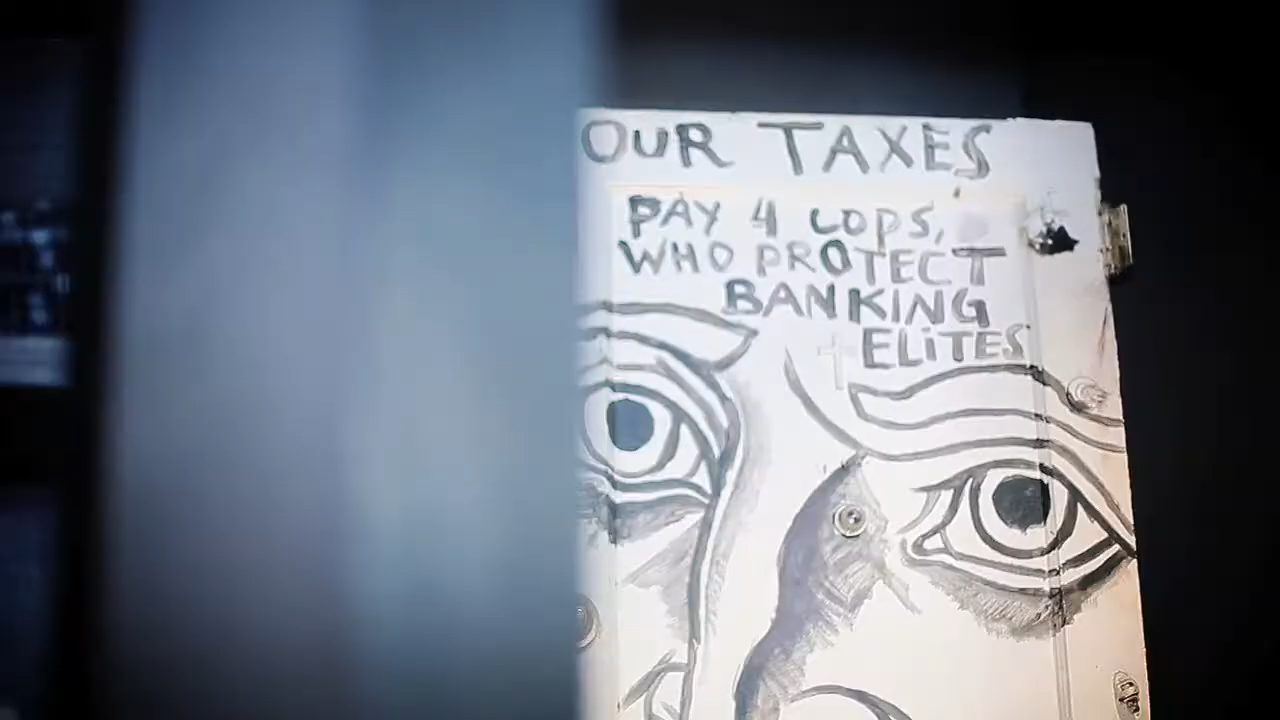 OUR TAXES
PAY 4 COPS,
WHO PROTECT
BANKING
ELiTES